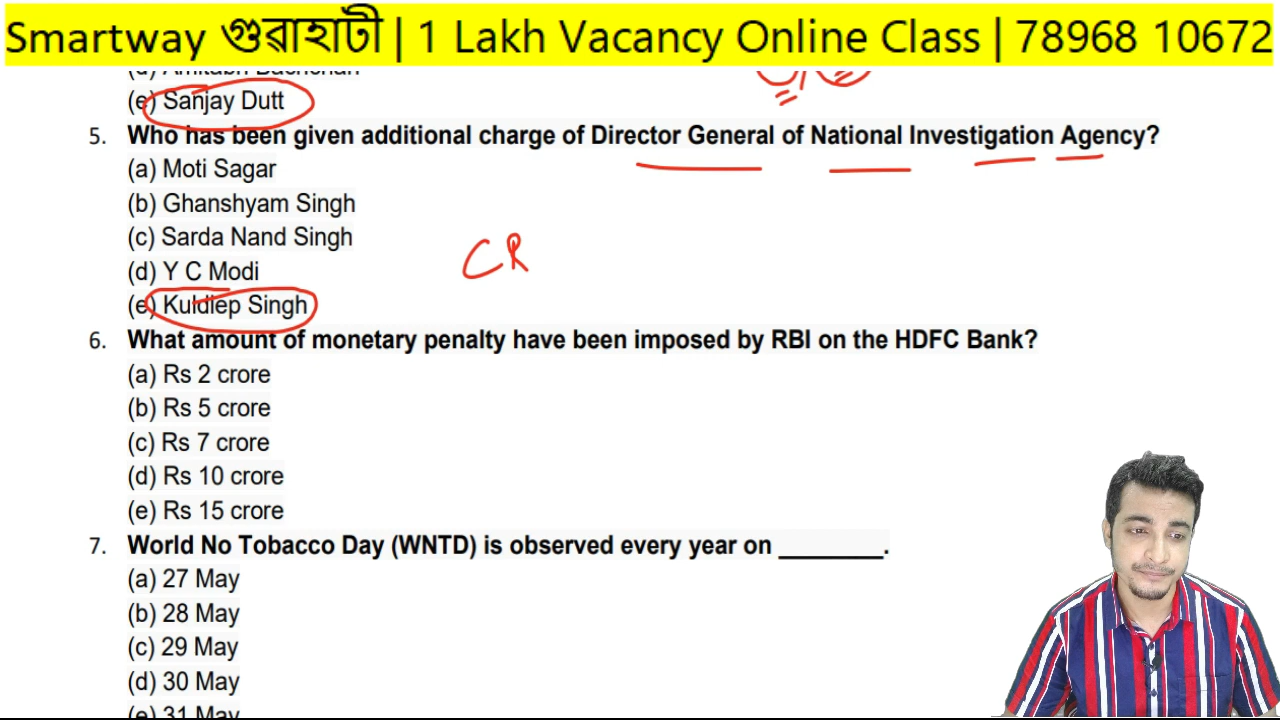 Smartway গুৱাহাটী | 1 Lakh Vacancy Online Class | 78968 10672
(d) Amitabh Bachchan
(e) Sanjay Dutt
5. Who has been given additional charge of Director General of National Investigation Agency?
(a) Moti Sagar
(b) Ghanshyam Singh
(c) Sarda Nand Singh
CR
(d) Y C Modi
(e) Kuldiep Singh
6. What amount of monetary penalty have been imposed by RBI on the HDFC Bank?
(a) Rs 2 crore
(b) Rs 5 crore
(c) Rs 7 crore
(d) Rs 10 crore
(e) Rs 15 crore
7. World No Tobacco Day (WNTD) is observed every year on ________.
(a) 27 May
(b) 28 May
(c) 29 May
(d) 30 May
(e) 31 May